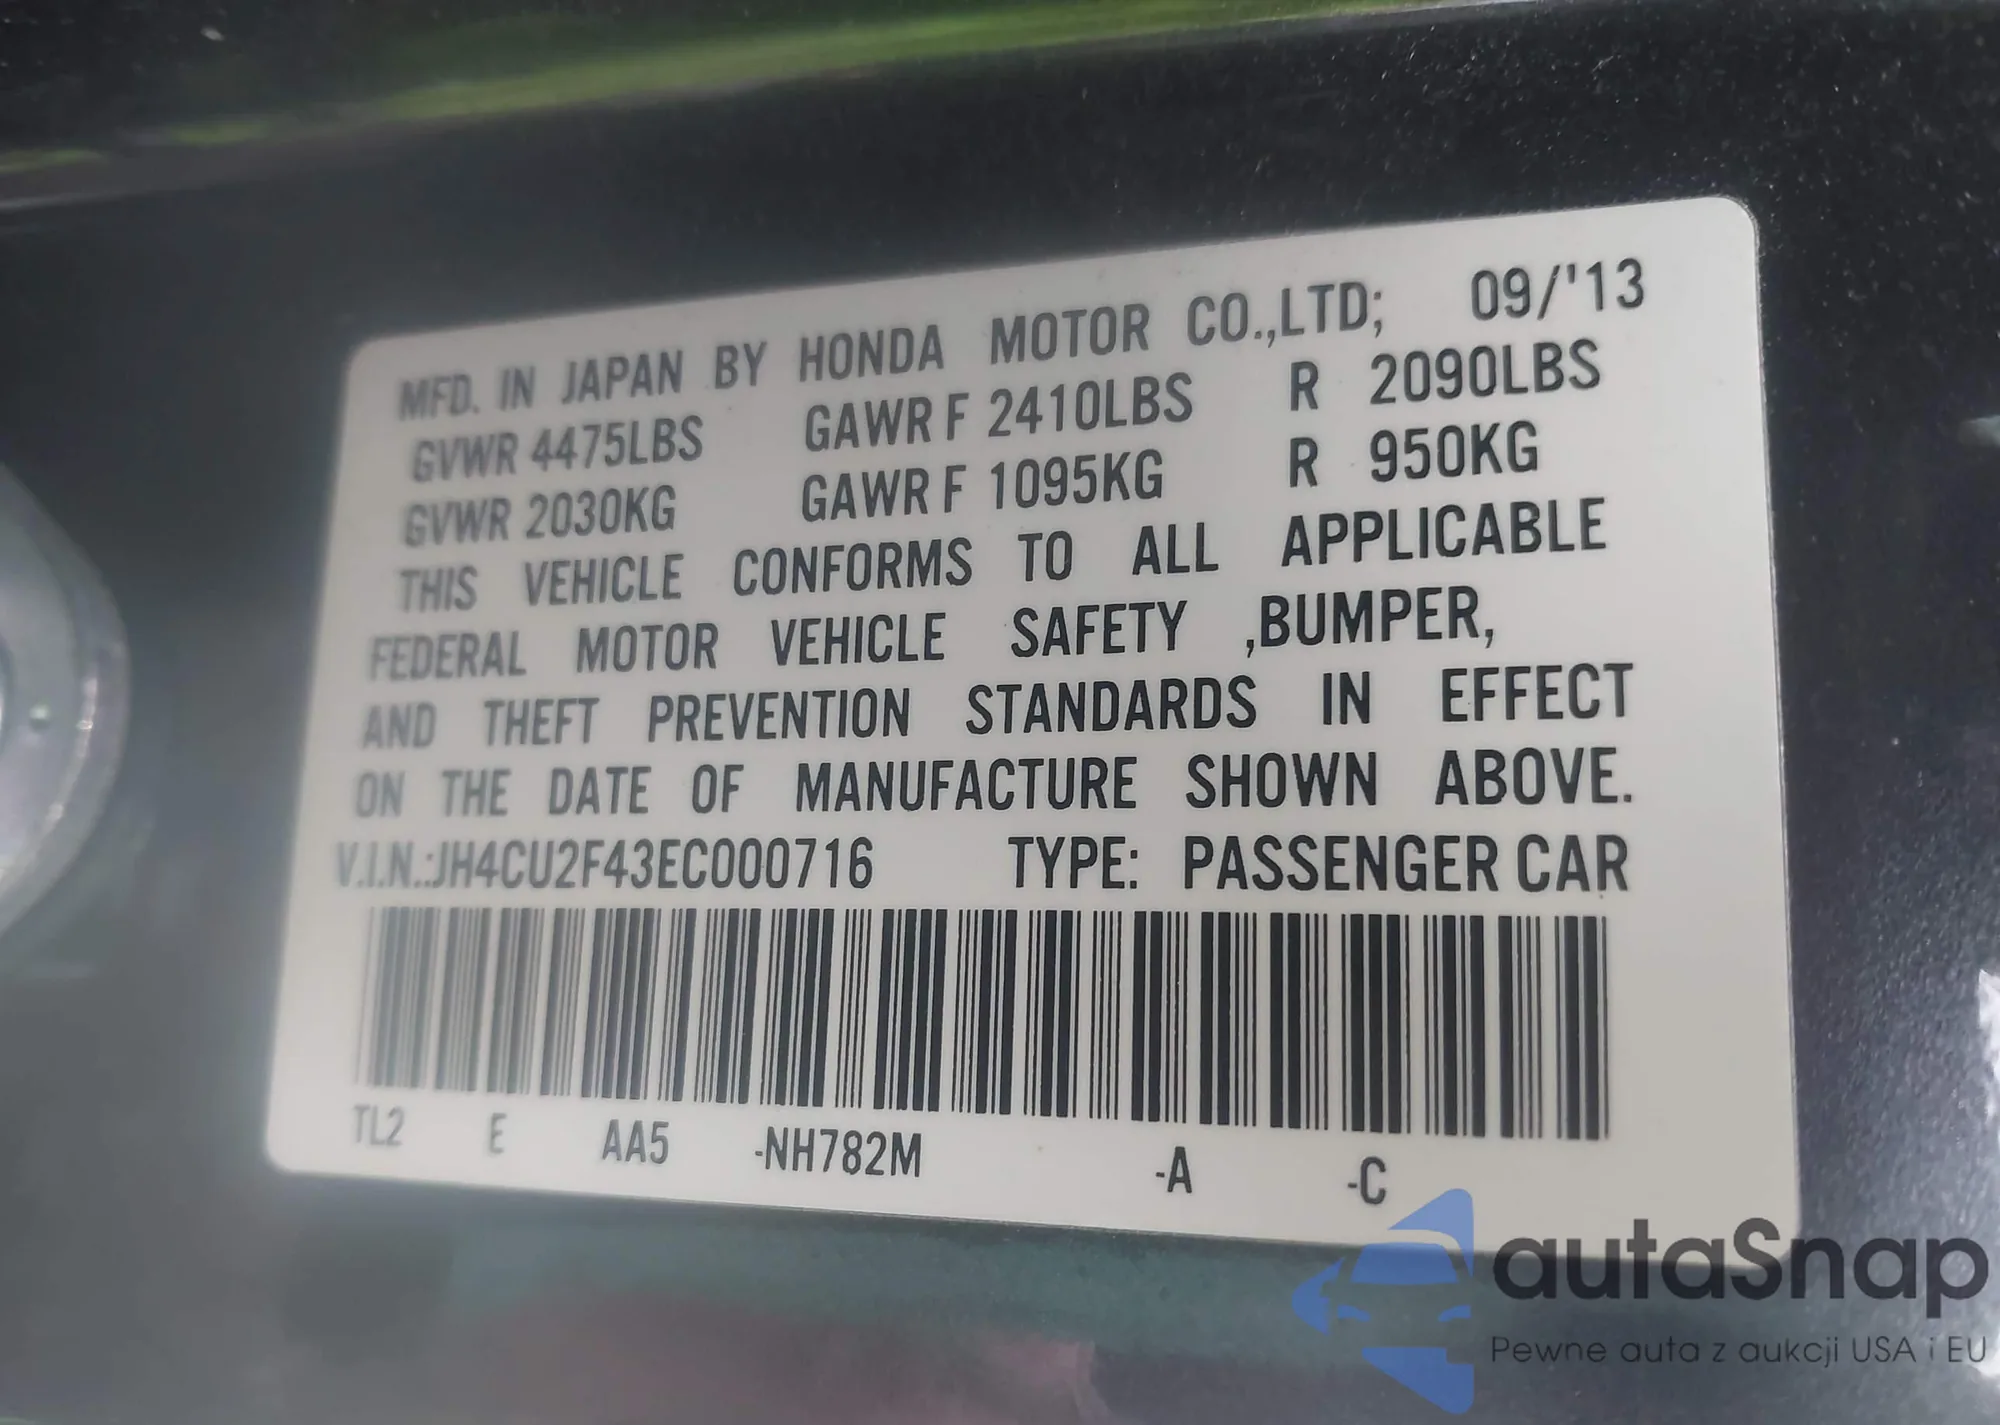 MFD. IN JAPAN BY HONDA MOTOR CO.,LTD; 09/'13
GVWR 4475LBS GAWR F 2410LBS R 2090LBS
GVWR 2030KG GAWR F 1095KG R 950KG
THIS VEHICLE CONFORMS TO ALL APPLICABLE
FEDERAL MOTOR VEHICLE SAFETY ,BUMPER,
AND THEFT PREVENTION STANDARDS IN EFFECT
ON THE DATE OF MANUFACTURE SHOWN ABOVE.
V.I.N.:JH4CU2F43EC000716 TYPE: PASSENGER CAR
TL2 E AA5 -NH782M -A -C
autaSnap
Pewne auta z aukcji USA i EU